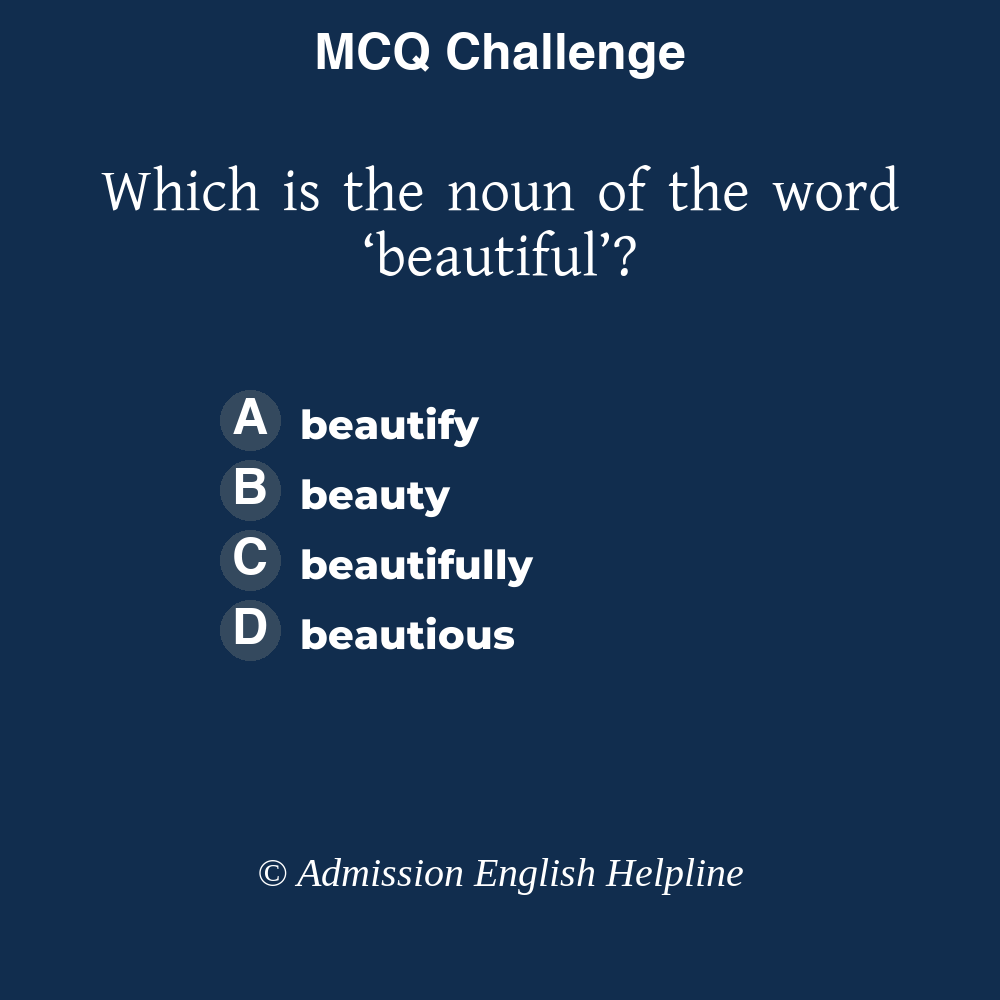 MCQ Challenge
Which is the noun of the word
‘beautiful’?
A beautify
B beauty
C beautifully
D beautious
© Admission English Helpline